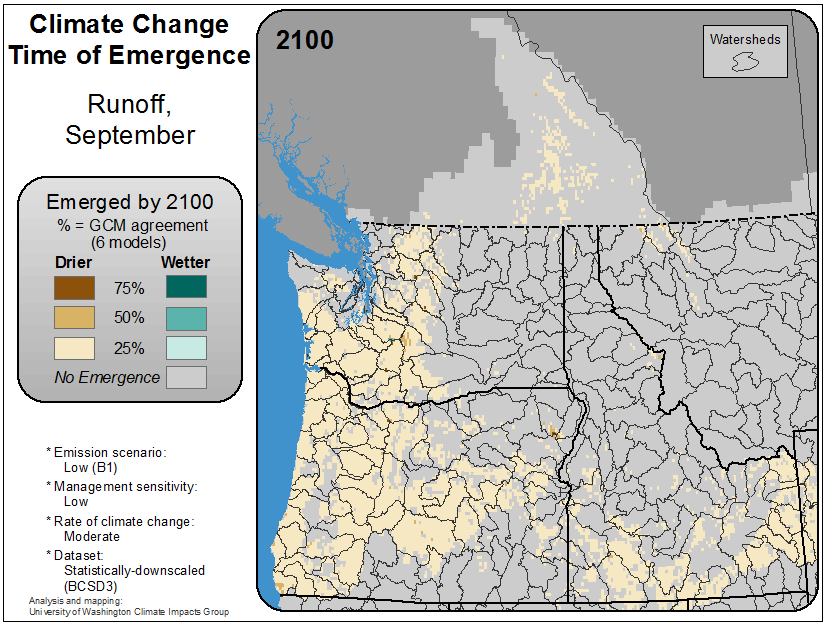 Climate Change
Time of Emergence
Runoff,
September
Emerged by 2100
% = GCM agreement
(6 models)
Drier Wetter
75%
50%
25%
No Emergence
* Emission scenario:
Low (B1)
* Management sensitivity:
Low
* Rate of climate change:
Moderate
* Dataset:
Statistically-downscaled
(BCSD3)
Analysis and mapping:
University of Washington Climate Impacts Group
2100
Watersheds